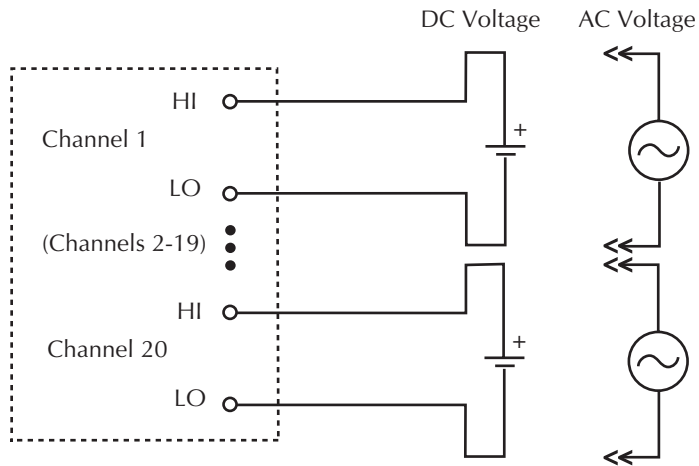 DC Voltage
AC Voltage
HI
+
Channel 1
LO
(Channels 2-19)
HI
+
Channel 20
LO